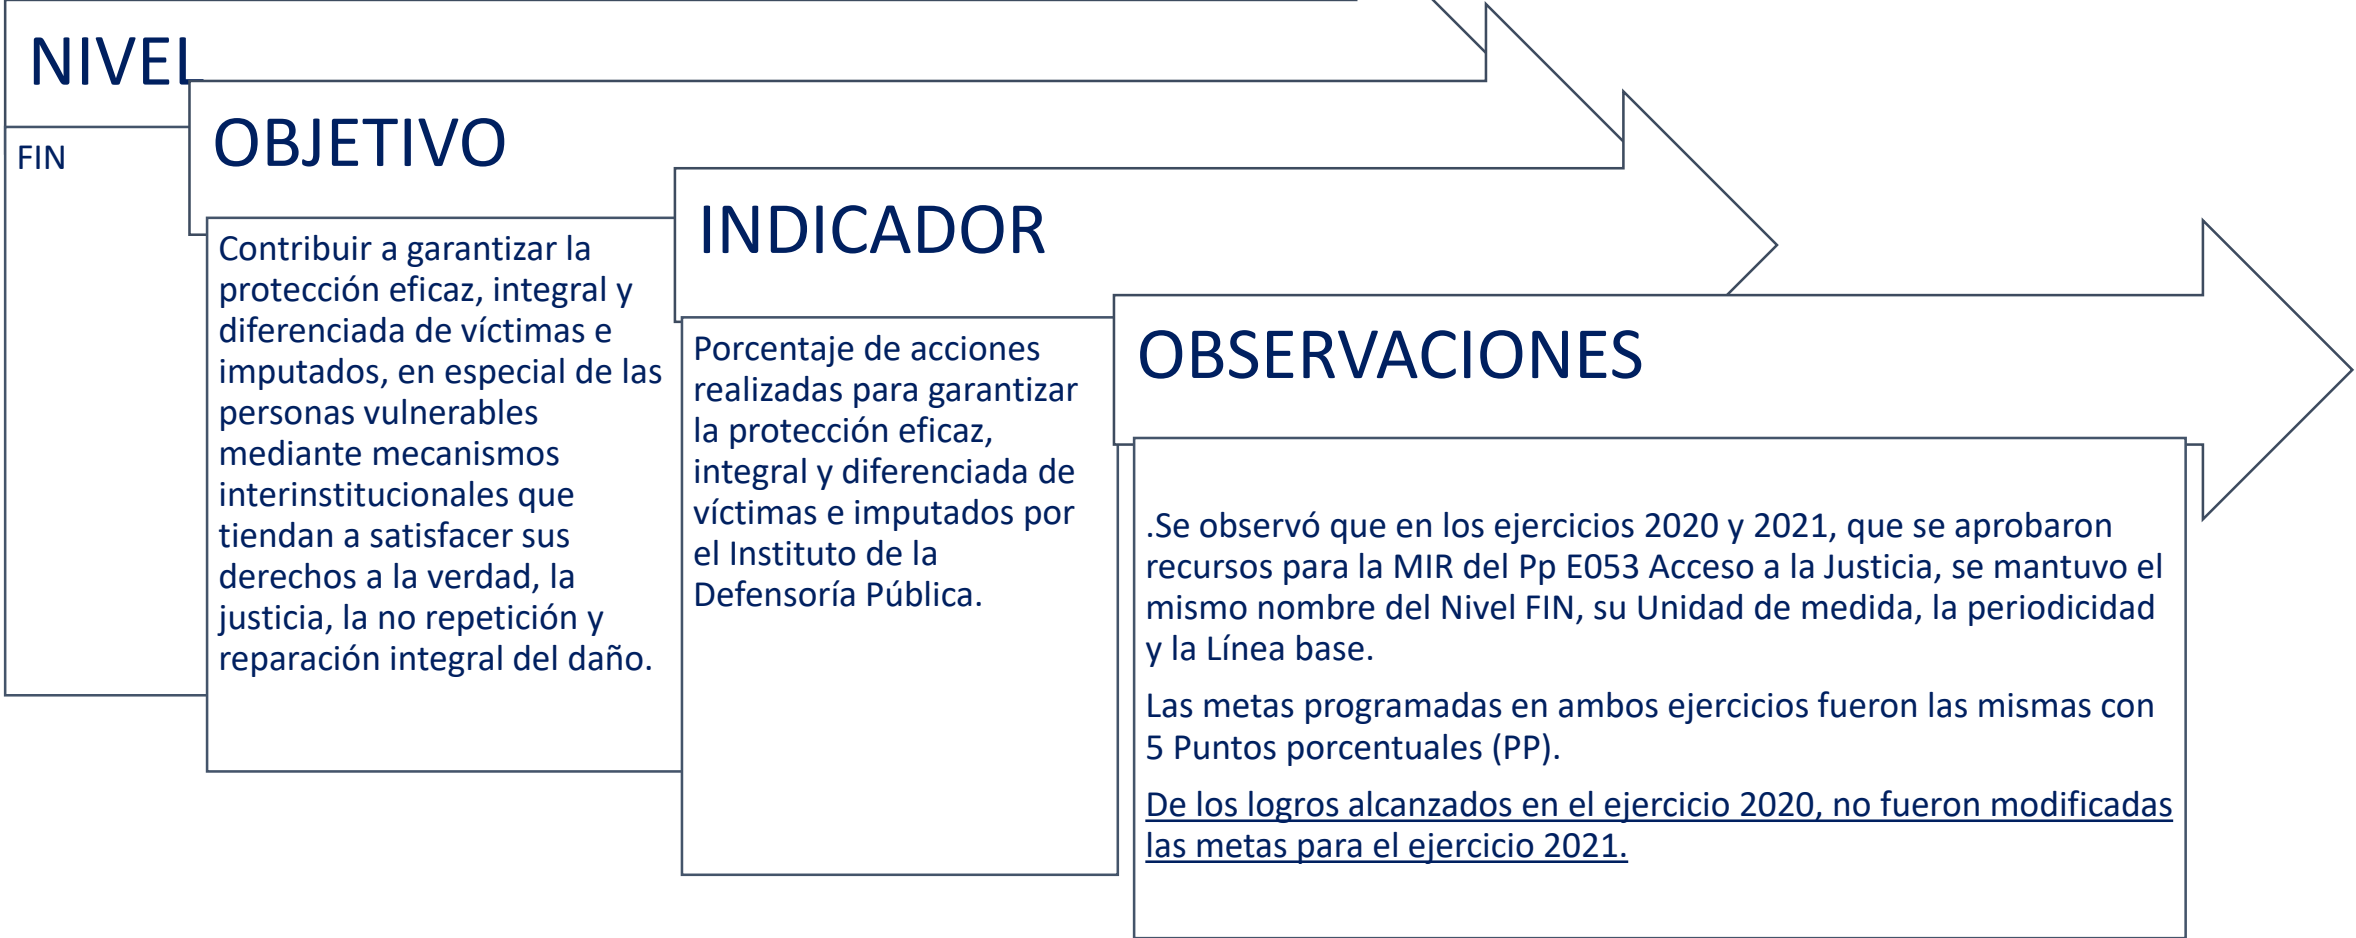 NIVEL
FIN
OBJETIVO
Contribuir a garantizar la
protección eficaz, integral y
diferenciada de víctimas e
imputados, en especial de las
personas vulnerables
mediante mecanismos
interinstitucionales que
tiendan a satisfacer sus
derechos a la verdad, la
justicia, la no repetición y
reparación integral del daño.
INDICADOR
Porcentaje de acciones
realizadas para garantizar
la protección eficaz,
integral y diferenciada de
víctimas e imputados por
el Instituto de la
Defensoría Pública.
OBSERVACIONES
.Se observó que en los ejercicios 2020 y 2021, que se aprobaron
recursos para la MIR del Pp E053 Acceso a la Justicia, se mantuvo el
mismo nombre del Nivel FIN, su Unidad de medida, la periodicidad
y la Línea base.
Las metas programadas en ambos ejercicios fueron las mismas con
5 Puntos porcentuales (PP).
De los logros alcanzados en el ejercicio 2020, no fueron modificadas
las metas para el ejercicio 2021.